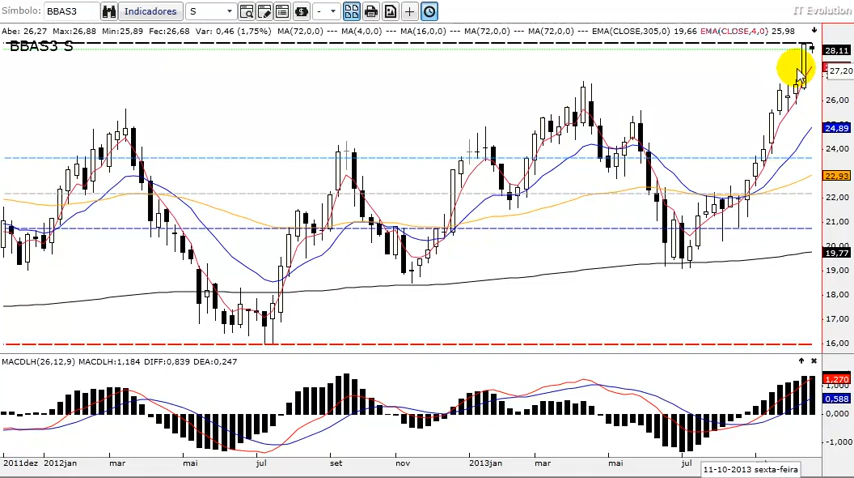 Símbolo: BBAS3 Indicadores S - IT Evolution
Abe: 26,27 Max:26,88 Min:25,89 Fec:26,68 Var: 0,46 (1,75%) MA(72,0,0) --- MA(4,0,0) --- MA(16,0,0) --- MA(72,0,0) --- EMA(CLOSE,305,0) 19,66 EMA(CLOSE,4,0) 25,98
BBAS3 S
28,11
27,20
26,00
24,89
24,00
22,93
22,00
21,00
19,77
19,00
18,00
17,00
16,00
MACDLH(26,12,9) MACDLH:1,184 DIFF:0,839 DEA:0,247
1,270
0,588
0,000
-1,000
2011dez 2012jan mar mai jul set nov 2013jan mar mai jul
11-10-2013 sexta-feira